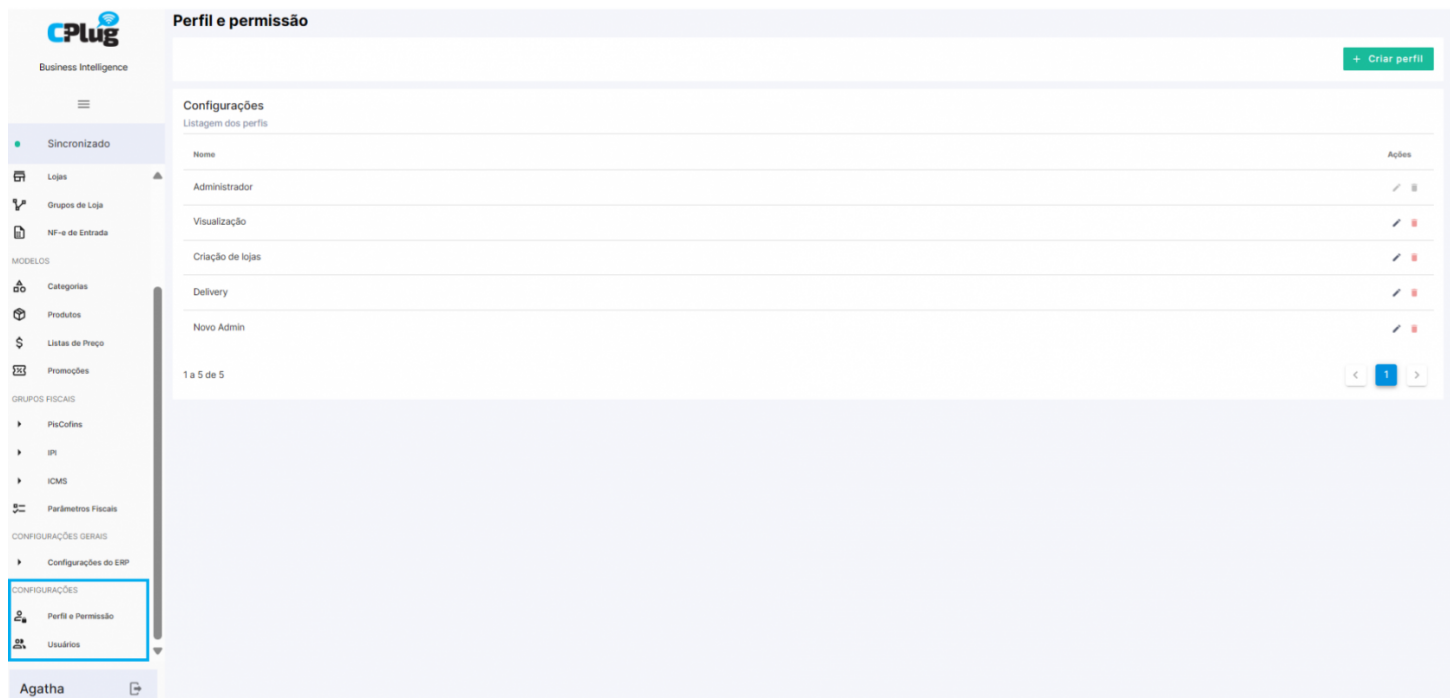 CPlug
Business Intelligence
Sincronizado
Lojas
Grupos de Loja
NF-e de Entrada
MODELOS
Categorias
Produtos
Listas de Preço
Promoções
GRUPOS FISCAIS
PisCofins
IPI
ICMS
Parâmetros Fiscais
CONFIGURAÇÕES GERAIS
Configurações do ERP
CONFIGURAÇÕES
Perfil e Permissão
Usuários
Agatha
Perfil e permissão
+ Criar perfil
Configurações
Listagem dos perfis
Nome Ações
Administrador
Visualização
Criação de lojas
Delivery
Novo Admin
1 a 5 de 5 < 1 >